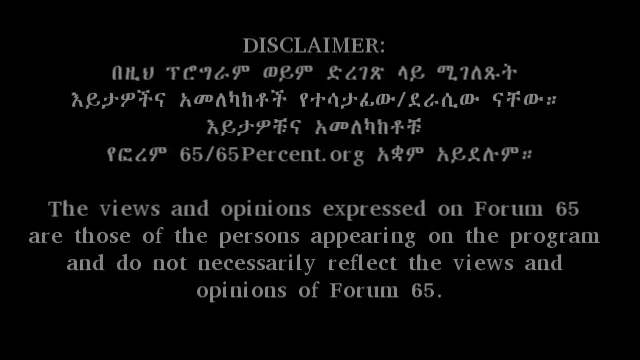 DISCLAIMER:
በዚህ ፕሮግራም ወይም ድረገጽ ላይ ሚገለጹት
እይታዎችና አመለካከቶች የተሳታፊው/ደራሲው ናቸው።
እይታዎቹና አመለካከቶቹ
የፎረም 65/65Percent.org አቋም አይደሉም።
The views and opinions expressed on Forum 65
are those of the persons appearing on the program
and do not necessarily reflect the views and
opinions of Forum 65.